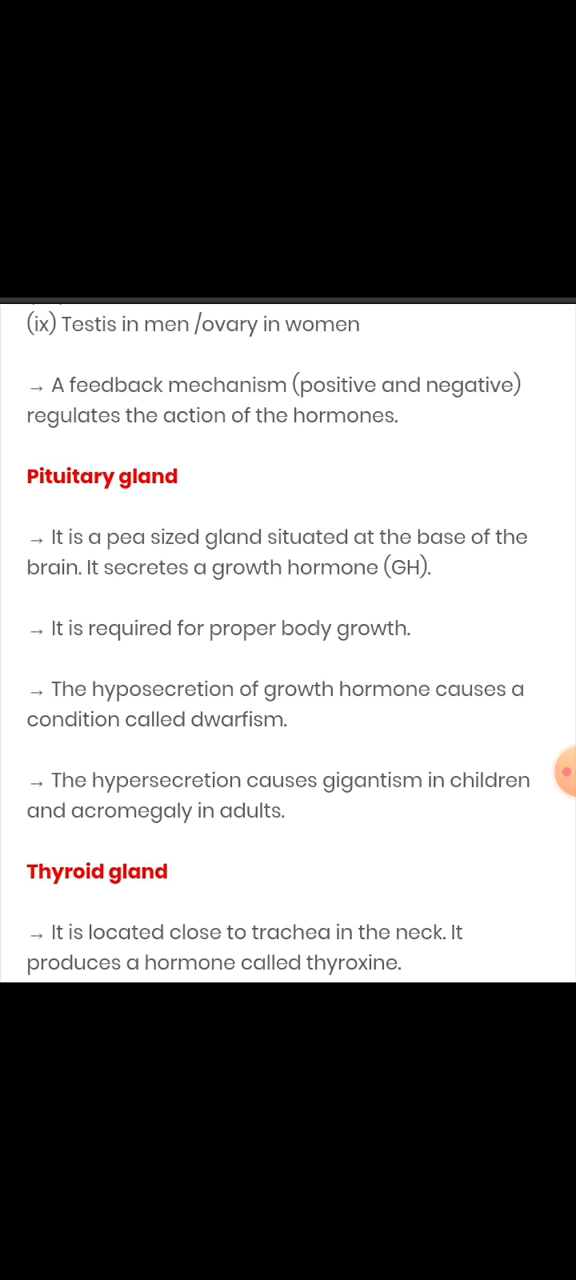 (ix) Testis in men /ovary in women
→ A feedback mechanism (positive and negative)
regulates the action of the hormones.
Pituitary gland
→ It is a pea sized gland situated at the base of the
brain. It secretes a growth hormone (GH).
→ It is required for proper body growth.
→ The hyposecretion of growth hormone causes a
condition called dwarfism.
→ The hypersecretion causes gigantism in children
and acromegaly in adults.
Thyroid gland
→ It is located close to trachea in the neck. It
produces a hormone called thyroxine.